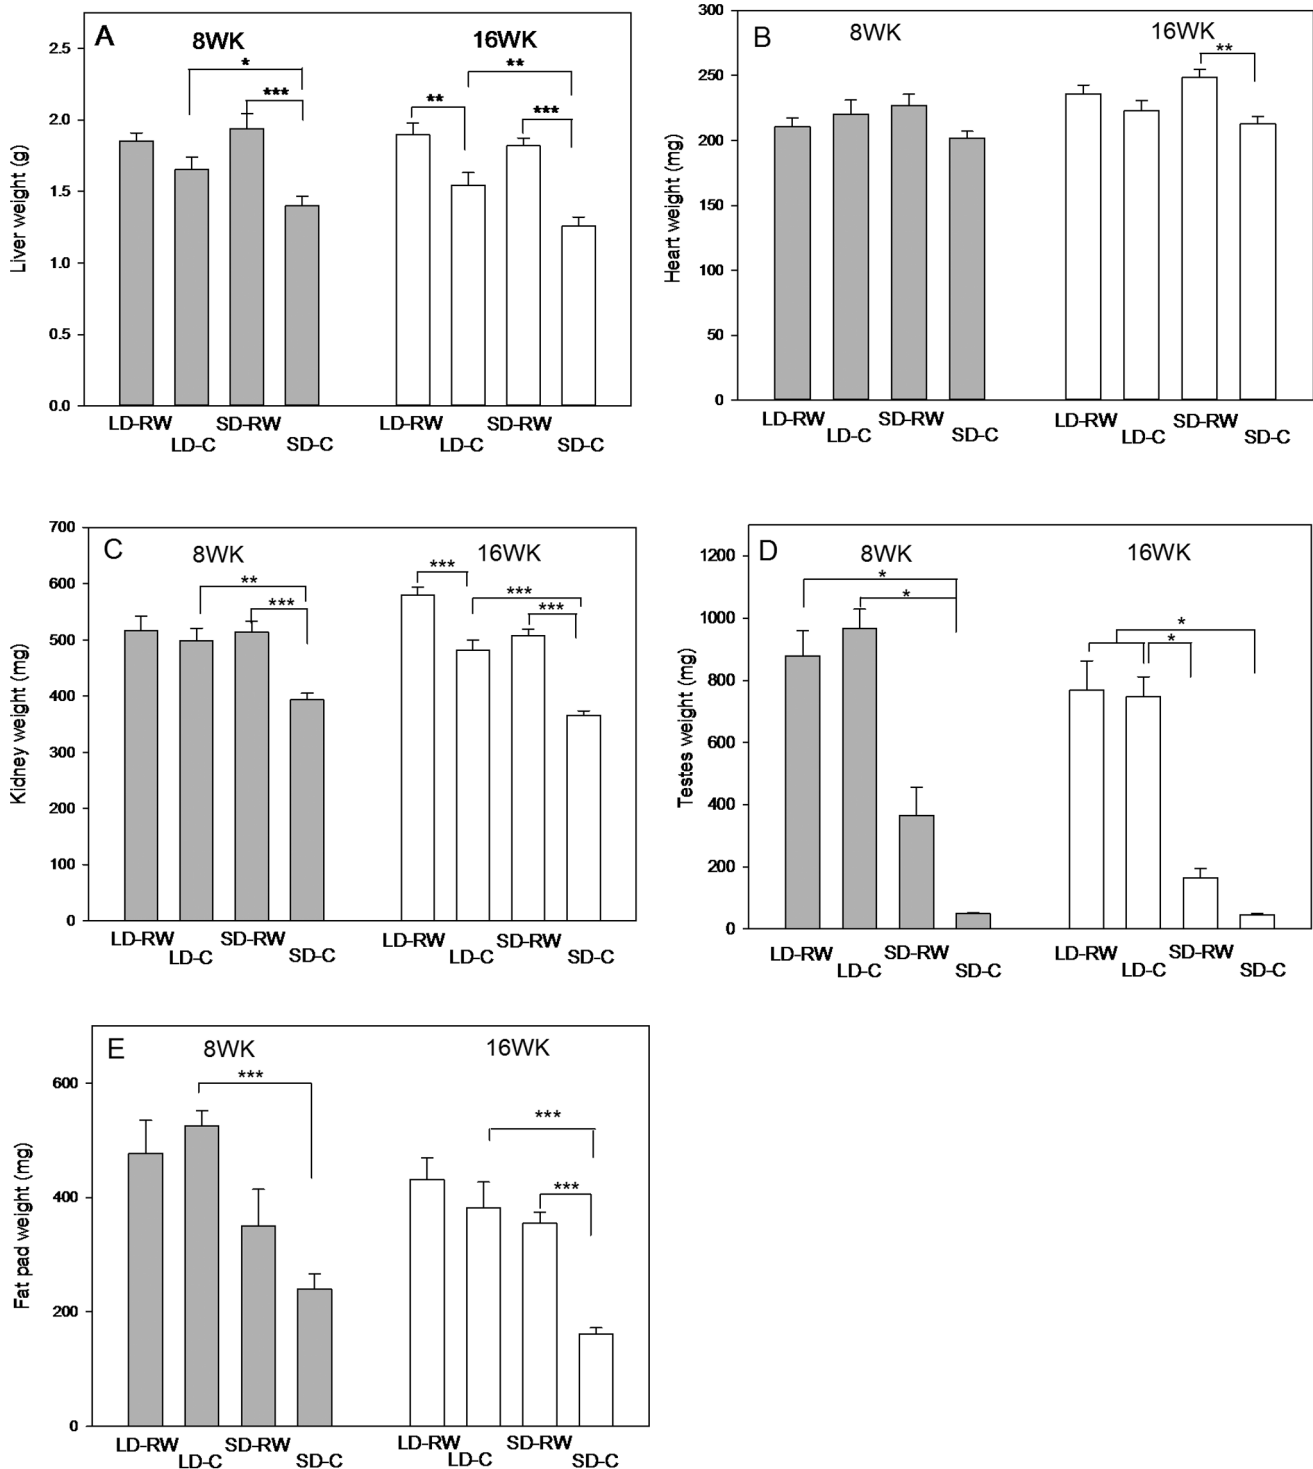 A
8WK
16WK
*
**
***
**
***
2.5
2.0
1.5
1.0
0.5
0.0
Liver weight (g)
LD-RW
LD-C
SD-RW
SD-C
LD-RW
LD-C
SD-RW
SD-C
B
8WK
16WK
**
300
250
200
150
100
50
0
Heart weight (mg)
LD-RW
LD-C
SD-RW
SD-C
LD-RW
LD-C
SD-RW
SD-C
C
8WK
16WK
***
**
***
***
***
700
600
500
400
300
200
100
0
Kidney weight (mg)
LD-RW
LD-C
SD-RW
SD-C
LD-RW
LD-C
SD-RW
SD-C
D
8WK
16WK
*
*
*
*
1200
1000
800
600
400
200
0
Testes weight (mg)
LD-RW
LD-C
SD-RW
SD-C
LD-RW
LD-C
SD-RW
SD-C
E
8WK
16WK
***
***
***
600
400
200
0
Fat pad weight (mg)
LD-RW
LD-C
SD-RW
SD-C
LD-RW
LD-C
SD-RW
SD-C